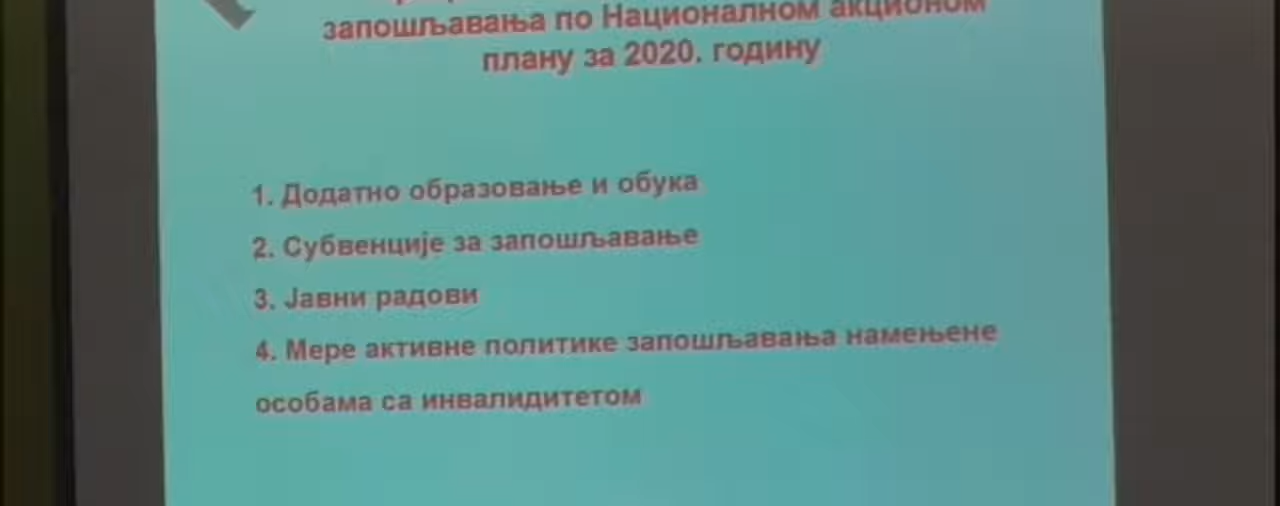 запошљавања по Националном акционом
плану за 2020. годину
1. Додатно образовање и обука
2. Субвенције за запошљавање
3. Јавни радови
4. Мере активне политике запошљавања намењене
особама са инвалидитетом